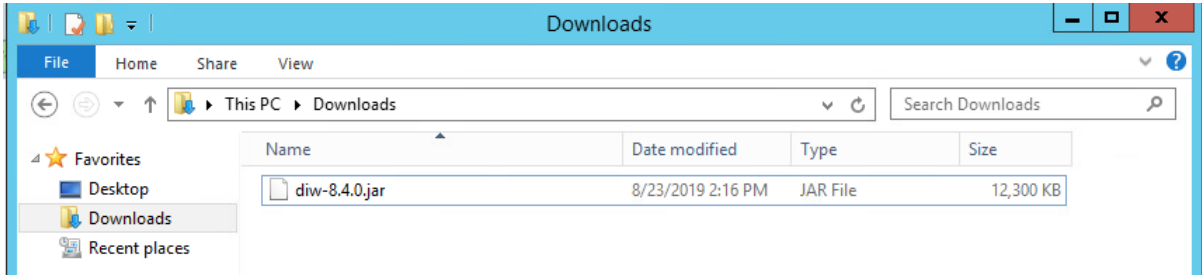 Downloads
File Home Share View
This PC Downloads Search Downloads
Name Date modified Type Size
Favorites
diw-8.4.0.jar 8/23/2019 2:16 PM JAR File 12,300 KB
Desktop
Downloads
Recent places